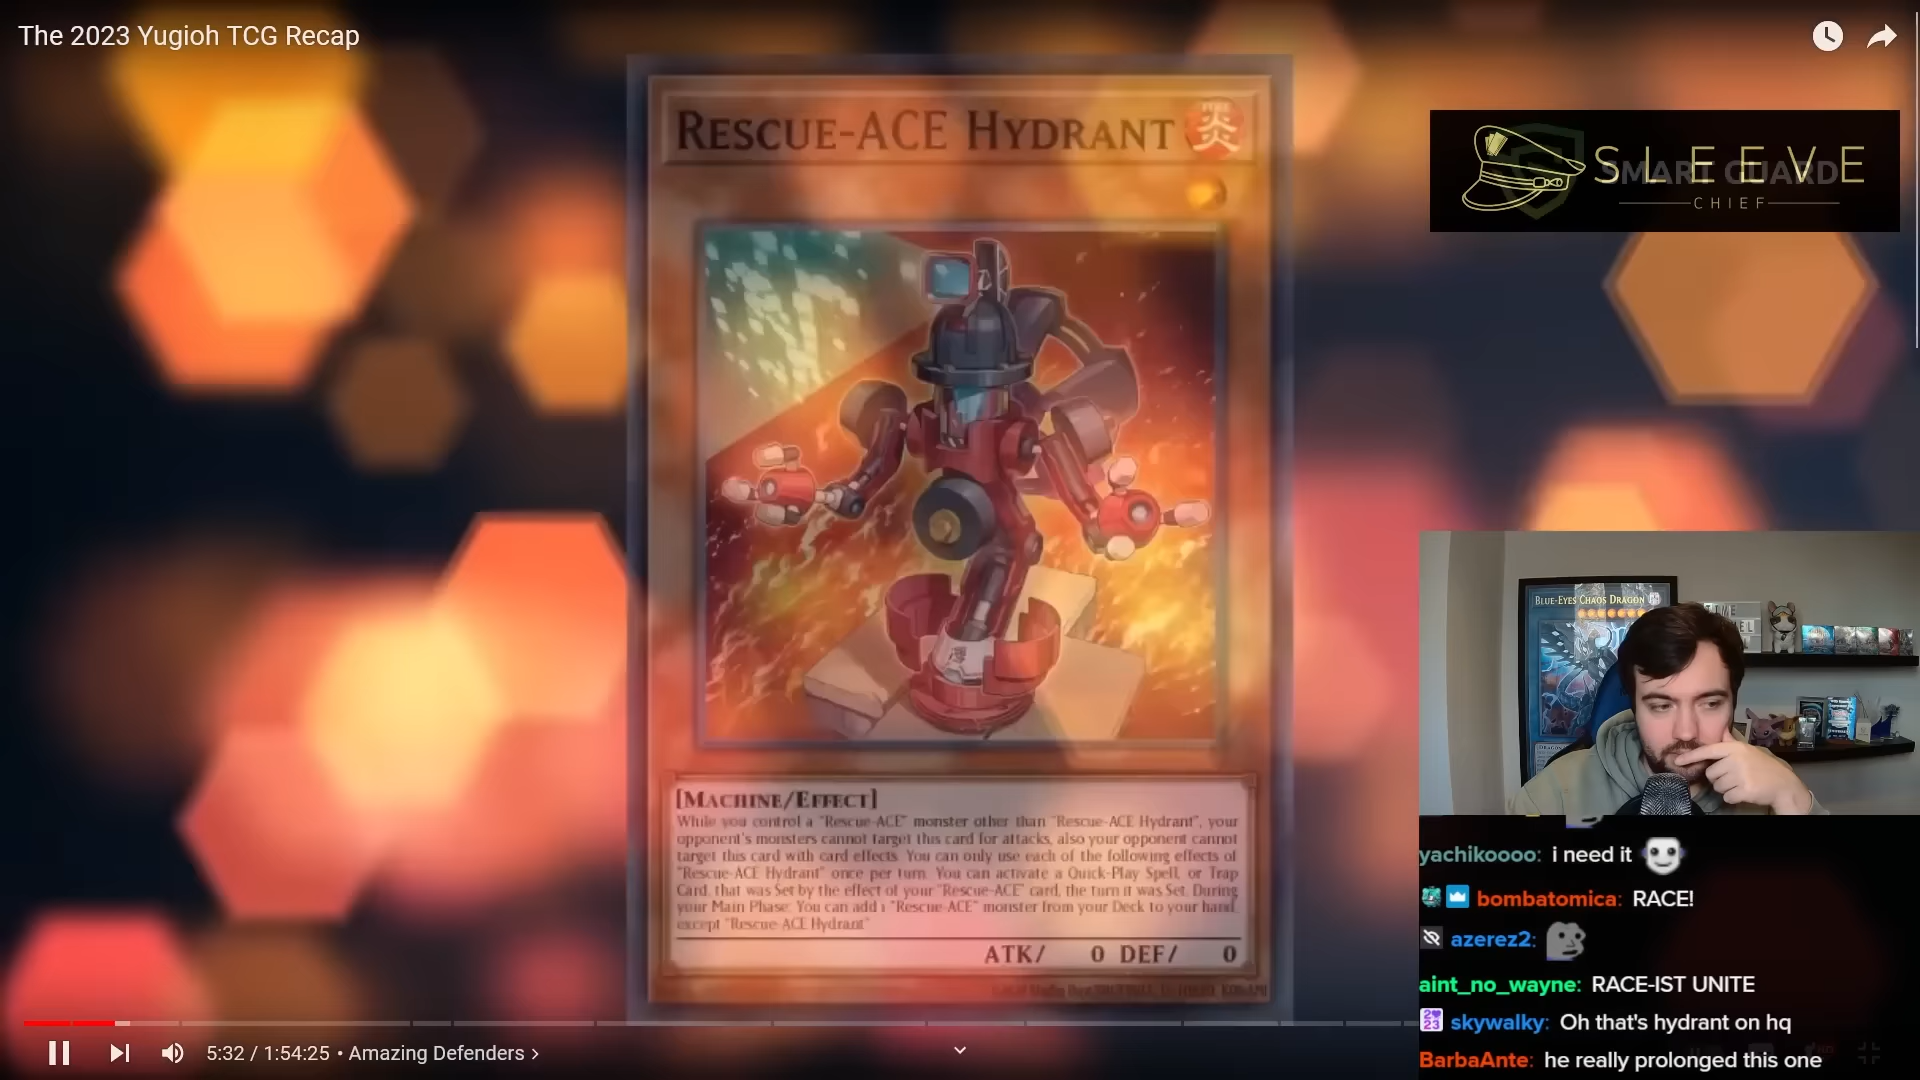 The 2023 Yugioh TCG Recap
RESCUE-ACE HYDRANT
炎
SMART GUARD
SLEEVE
CHIEF
BLUE-EYES CHAOS DRAGON
[MACHINE/EFFECT]
While you control a "Rescue-ACE" monster other than "Rescue-ACE Hydrant", your
opponent's monsters cannot target this card for attacks, also your opponent cannot
target this card with card effects. You can only use each of the following effects of
"Rescue-ACE Hydrant" once per turn. You can activate a Quick-Play Spell, or Trap
Card, that was Set by the effect of your "Rescue-ACE" card, the turn it was Set. During
your Main Phase: You can add 1 "Rescue-ACE" monster from your Deck to your hand,
except "Rescue-ACE Hydrant".
ATK/ 0 DEF/ 0
yachikoooo: i need it
bombatomica: RACE!
azerez2:
aint_no_wayne: RACE-IST UNITE
skywalky: Oh that's hydrant on hq
BarbaAnte: he really prolonged this one
5:32 / 1:54:25 • Amazing Defenders ›